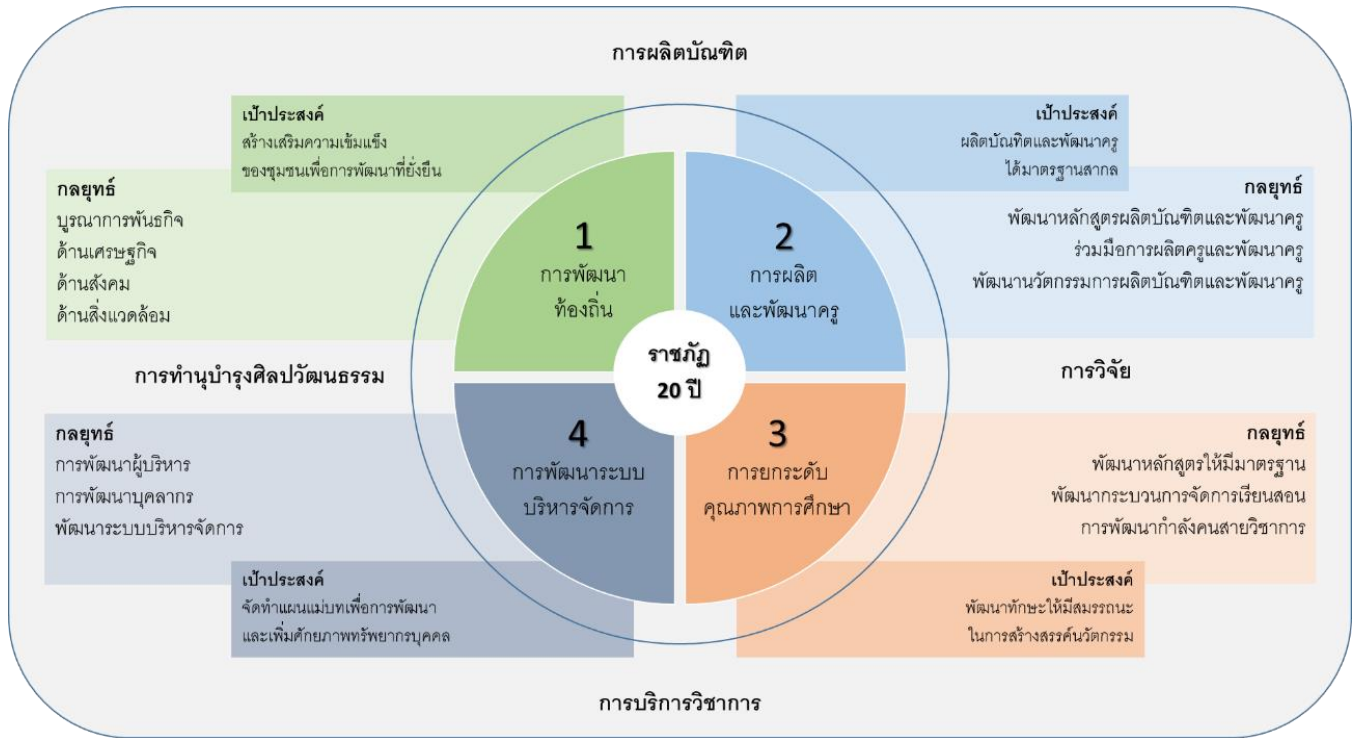 การผลิตบัณฑิต
เป้าประสงค์
สร้างเสริมความเข้มแข็ง
ของชุมชนเพื่อการพัฒนาที่ยั่งยืน
กลยุทธ์
บูรณาการพันธกิจ
ด้านเศรษฐกิจ
ด้านสังคม
ด้านสิ่งแวดล้อม
1
การพัฒนา
ท้องถิ่น
เป้าประสงค์
ผลิตบัณฑิตและพัฒนาครู
ได้มาตรฐานสากล
กลยุทธ์
พัฒนาหลักสูตรผลิตบัณฑิตและพัฒนาครู
ร่วมมือการผลิตครูและพัฒนาครู
พัฒนานวัตกรรมการผลิตบัณฑิตและพัฒนาครู
2
การผลิต
และพัฒนาครู
ราชภัฏ
20 ปี
การทำนุบำรุงศิลปวัฒนธรรม
การวิจัย
กลยุทธ์
การพัฒนาผู้บริหาร
การพัฒนาบุคลากร
พัฒนาระบบบริหารจัดการ
4
การพัฒนาระบบ
บริหารจัดการ
เป้าประสงค์
จัดทำแผนแม่บทเพื่อการพัฒนา
และเพิ่มศักยภาพทรัพยากรบุคคล
3
การยกระดับ
คุณภาพการศึกษา
กลยุทธ์
พัฒนาหลักสูตรให้มีมาตรฐาน
พัฒนากระบวนการจัดการเรียนสอน
การพัฒนากำลังคนสายวิชาการ
เป้าประสงค์
พัฒนาทักษะให้มีสมรรถนะ
ในการสร้างสรรค์นวัตกรรม
การบริการวิชาการ